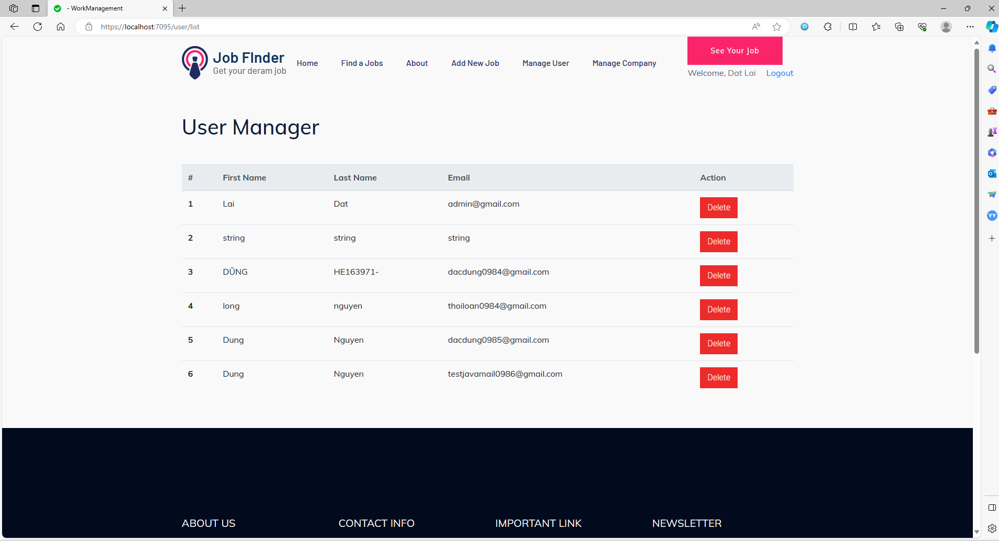 - WorkManagement
https://localhost:7095/user/list
Job FInder
Get your deram job
Home
Find a Jobs
About
Add New Job
Manage User
Manage Company
See Your Job
Welcome, Dat Lai
Logout
User Manager
# First Name Last Name Email Action
1 Lai Dat admin@gmail.com Delete
2 string string string Delete
3 DŨNG HE163971- dacdung0984@gmail.com Delete
4 long nguyen thoiloan0984@gmail.com Delete
5 Dung Nguyen dacdung0985@gmail.com Delete
6 Dung Nguyen testjavamail0986@gmail.com Delete
ABOUT US
CONTACT INFO
IMPORTANT LINK
NEWSLETTER
YY